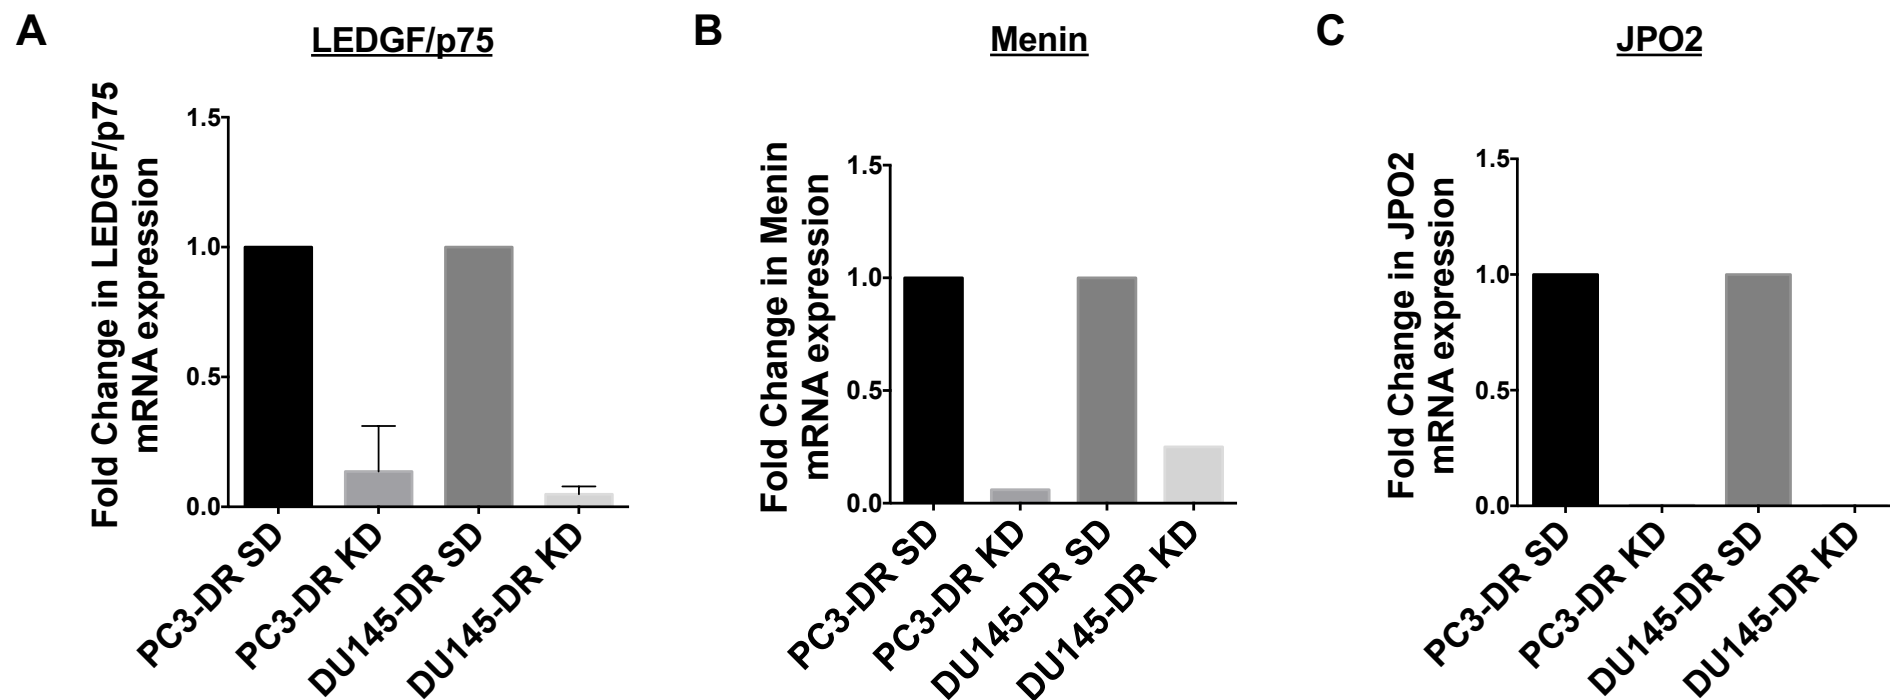 A
LEDGF/p75
Fold Change in LEDGF/p75
mRNA expression
1.5
1.0
0.5
0.0
PC3-DR SD
PC3-DR KD
DU145-DR SD
DU145-DR KD
B
Menin
Fold Change in Menin
mRNA expression
1.5
1.0
0.5
0.0
PC3-DR SD
PC3-DR KD
DU145-DR SD
DU145-DR KD
C
JPO2
Fold Change in JPO2
mRNA expression
1.5
1.0
0.5
0.0
PC3-DR SD
PC3-DR KD
DU145-DR SD
DU145-DR KD